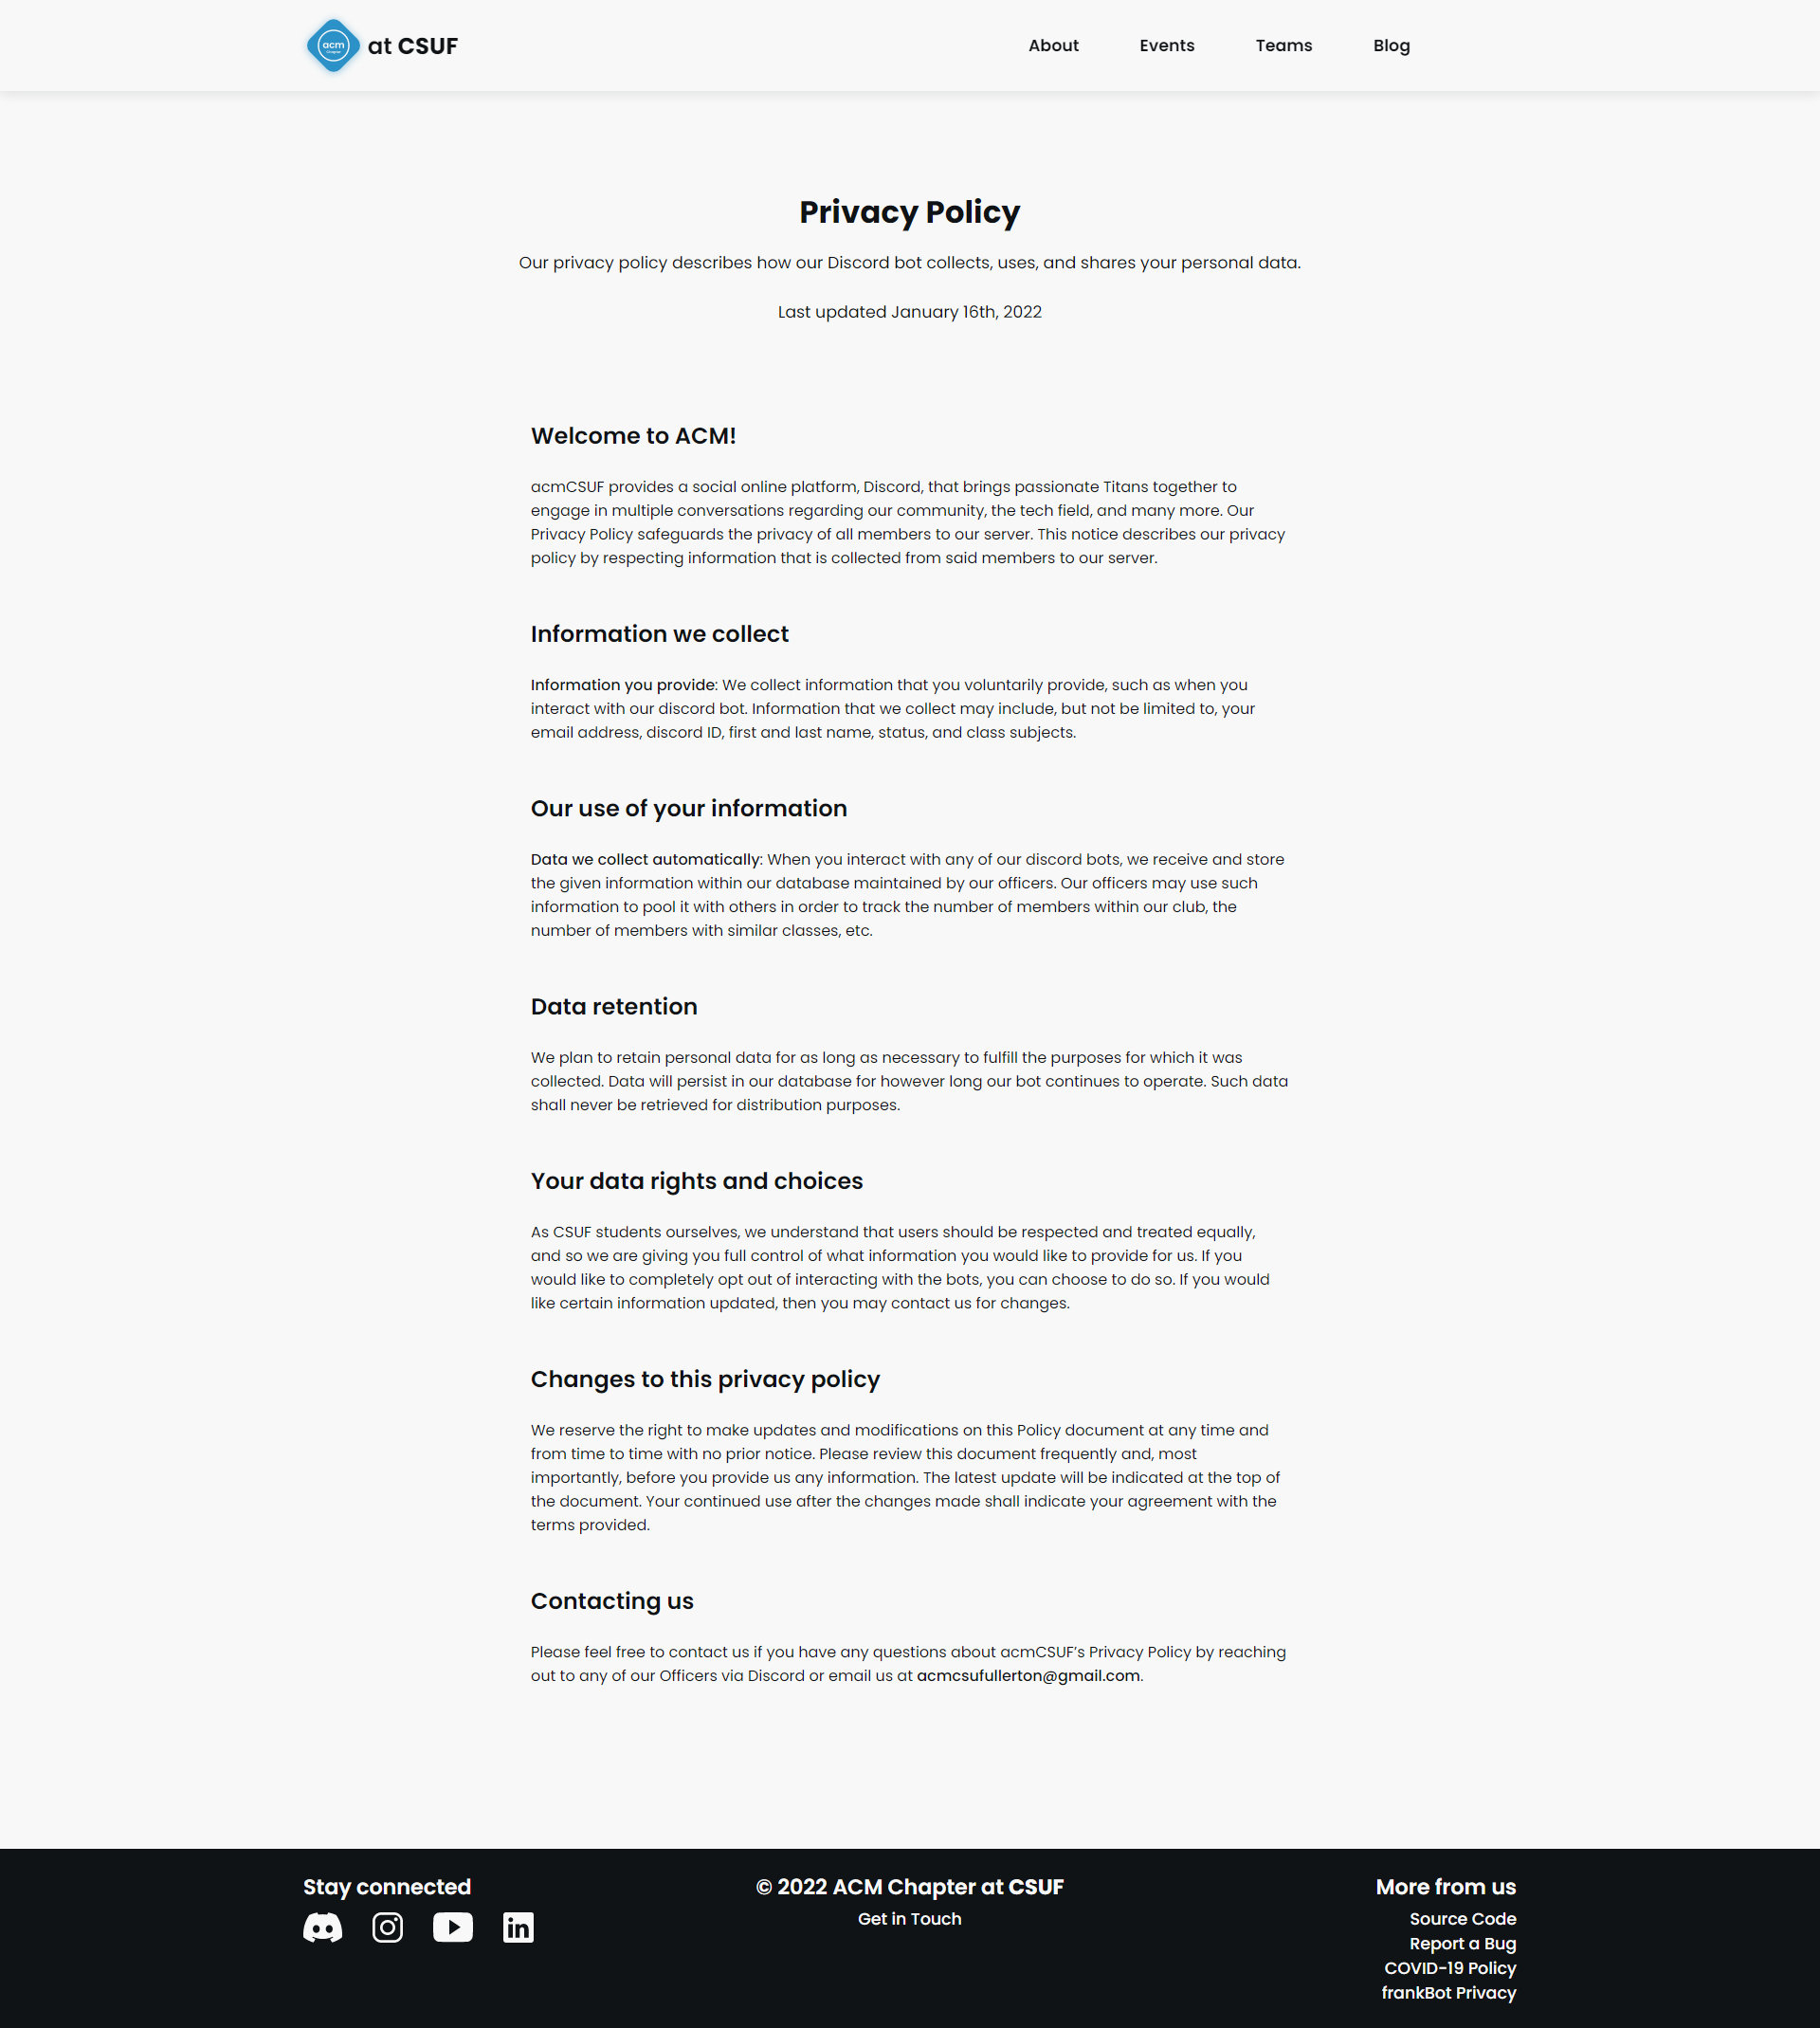 acm
at CSUF
About Events Teams Blog
Privacy Policy
Our privacy policy describes how our Discord bot collects, uses, and shares your personal data.
Last updated January 16th, 2022
Welcome to ACM!
acmCSUF provides a social online platform, Discord, that brings passionate Titans together to
engage in multiple conversations regarding our community, the tech field, and many more. Our
Privacy Policy safeguards the privacy of all members to our server. This notice describes our privacy
policy by respecting information that is collected from said members to our server.
Information we collect
Information you provide: We collect information that you voluntarily provide, such as when you
interact with our discord bot. Information that we collect may include, but not be limited to, your
email address, discord ID, first and last name, status, and class subjects.
Our use of your information
Data we collect automatically: When you interact with any of our discord bots, we receive and store
the given information within our database maintained by our officers. Our officers may use such
information to pool it with others in order to track the number of members within our club, the
number of members with similar classes, etc.
Data retention
We plan to retain personal data for as long as necessary to fulfill the purposes for which it was
collected. Data will persist in our database for however long our bot continues to operate. Such data
shall never be retrieved for distribution purposes.
Your data rights and choices
As CSUF students ourselves, we understand that users should be respected and treated equally,
and so we are giving you full control of what information you would like to provide for us. If you
would like to completely opt out of interacting with the bots, you can choose to do so. If you would
like certain information updated, then you may contact us for changes.
Changes to this privacy policy
We reserve the right to make updates and modifications on this Policy document at any time and
from time to time with no prior notice. Please review this document frequently and, most
importantly, before you provide us any information. The latest update will be indicated at the top of
the document. Your continued use after the changes made shall indicate your agreement with the
terms provided.
Contacting us
Please feel free to contact us if you have any questions about acmCSUF’s Privacy Policy by reaching
out to any of our Officers via Discord or email us at acmcsufullerton@gmail.com.
Stay connected
in
© 2022 ACM Chapter at CSUF
Get in Touch
More from us
Source Code
Report a Bug
COVID-19 Policy
frankBot Privacy